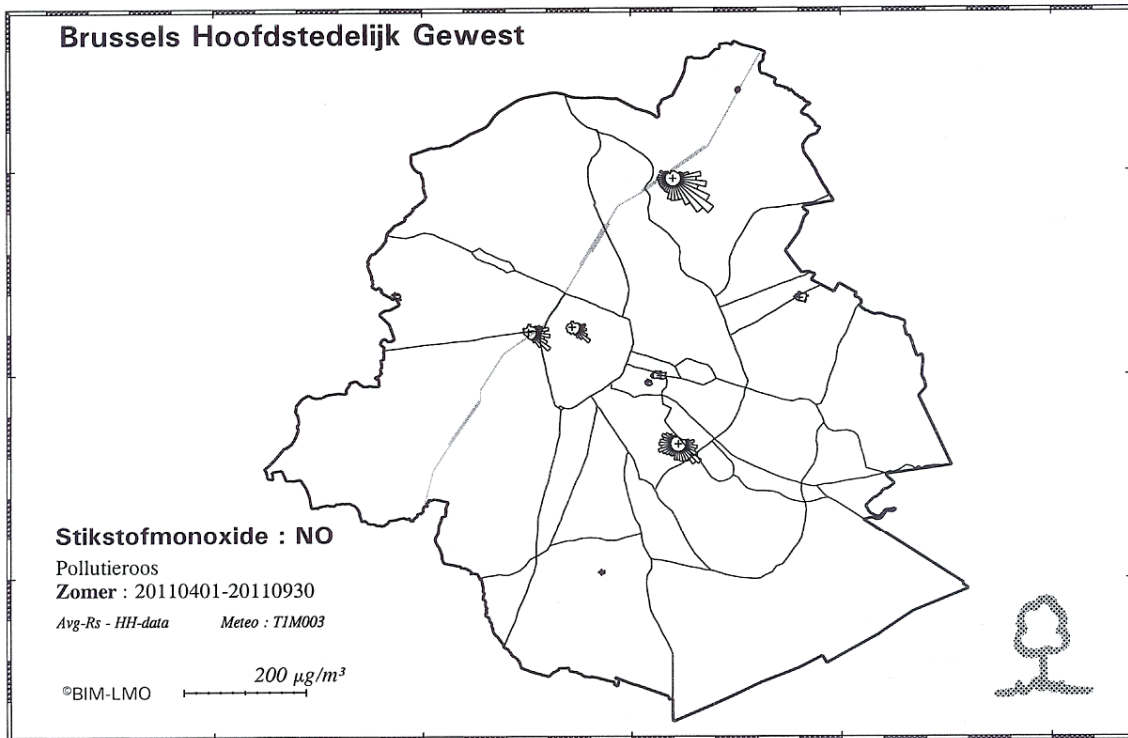 Brussels Hoofdstedelijk Gewest
Stikstofmonoxide : NO
Pollutieroos
Zomer : 20110401-20110930
Avg-Rs - HH-data Meteo : T1M003
200 µg/m³
©BIM-LMO